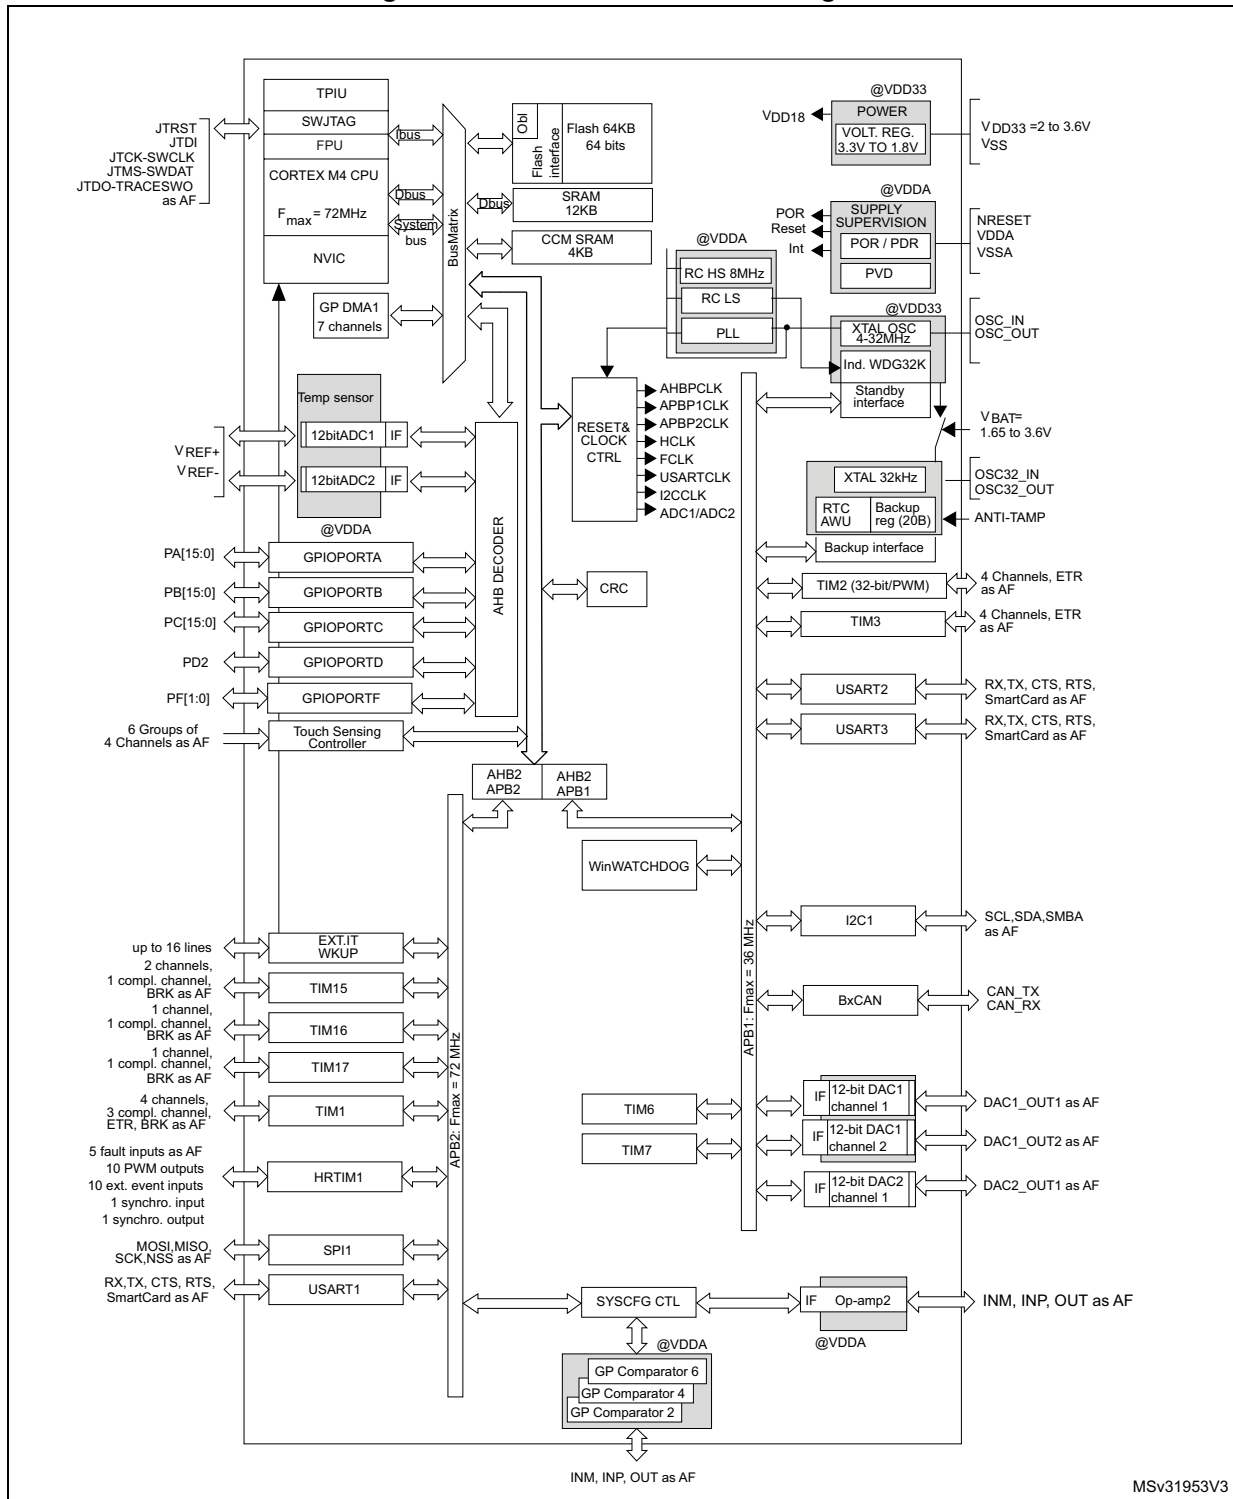 TPIU
SWJTAG
FPU
CORTEX M4 CPU
Fmax = 72MHz
NVIC
JTRST
JTDI
JTCK-SWCLK
JTMS-SWDAT
JTDO-TRACESWO
as AF
Ibus
Dbus
System
bus
BusMatrix
GP DMA1
7 channels
Obl
Flash
interface
Flash 64KB
64 bits
Dbus
SRAM
12KB
CCM SRAM
4KB
@VDD33
POWER
VOLT. REG.
3.3V TO 1.8V
VDD18
VDD33 =2 to 3.6V
VSS
@VDDA
SUPPLY
SUPERVISION
POR / PDR
PVD
POR
Reset
Int
NRESET
VDDA
VSSA
@VDDA
RC HS 8MHz
RC LS
PLL
@VDD33
XTAL OSC
4-32MHz
Ind. WDG32K
Standby
interface
OSC_IN
OSC_OUT
VBAT=
1.65 to 3.6V
XTAL 32kHz
RTC
AWU
Backup
reg (20B)
Backup interface
OSC32_IN
OSC32_OUT
ANTI-TAMP
RESET&
CLOCK
CTRL
AHBPCLK
APBP1CLK
APBP2CLK
HCLK
FCLK
USARTCLK
I2CCLK
ADC1/ADC2
Temp sensor
12bitADC1
IF
12bitADC2
IF
@VDDA
VREF+
VREF-
AHB DECODER
PA[15:0]
GPIOPORTA
PB[15:0]
GPIOPORTB
PC[15:0]
GPIOPORTC
PD2
GPIOPORTD
PF[1:0]
GPIOPORTF
6 Groups of
4 Channels as AF
Touch Sensing
Controller
CRC
AHB2
APB2
AHB2
APB1
TIM2 (32-bit/PWM)
4 Channels, ETR
as AF
TIM3
4 Channels, ETR
as AF
USART2
RX,TX, CTS, RTS,
SmartCard as AF
USART3
RX,TX, CTS, RTS,
SmartCard as AF
WinWATCHDOG
APB1: Fmax = 36 MHz
I2C1
SCL,SDA,SMBA
as AF
BxCAN
CAN_TX
CAN_RX
up to 16 lines
EXT.IT
WKUP
2 channels,
1 compl. channel,
BRK as AF
TIM15
1 channel,
1 compl. channel,
BRK as AF
TIM16
1 channel,
1 compl. channel,
BRK as AF
TIM17
4 channels,
3 compl. channel,
ETR, BRK as AF
TIM1
5 fault inputs as AF
10 PWM outputs
10 ext. event inputs
1 synchro. input
1 synchro. output
HRTIM1
MOSI,MISO,
SCK,NSS as AF
SPI1
RX,TX, CTS, RTS,
SmartCard as AF
USART1
APB2: Fmax = 72 MHz
TIM6
TIM7
IF
12-bit DAC1
channel 1
DAC1_OUT1 as AF
IF
12-bit DAC1
channel 2
DAC1_OUT2 as AF
IF
12-bit DAC2
channel 1
DAC2_OUT1 as AF
SYSCFG CTL
IF
Op-amp2
INM, INP, OUT as AF
@VDDA
@VDDA
GP Comparator 6
GP Comparator 4
GP Comparator 2
INM, INP, OUT as AF
MSv31953V3